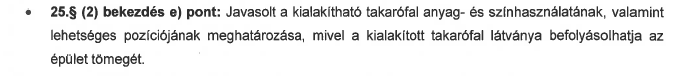 • 25.§ (2) bekezdés e) pont: Javasolt a kialakítható takarófal anyag- és színhasználatának, valamint
lehetséges pozíciójának meghatározása, mivel a kialakított takarófal látványa befolyásolhatja az
épület tömegét.